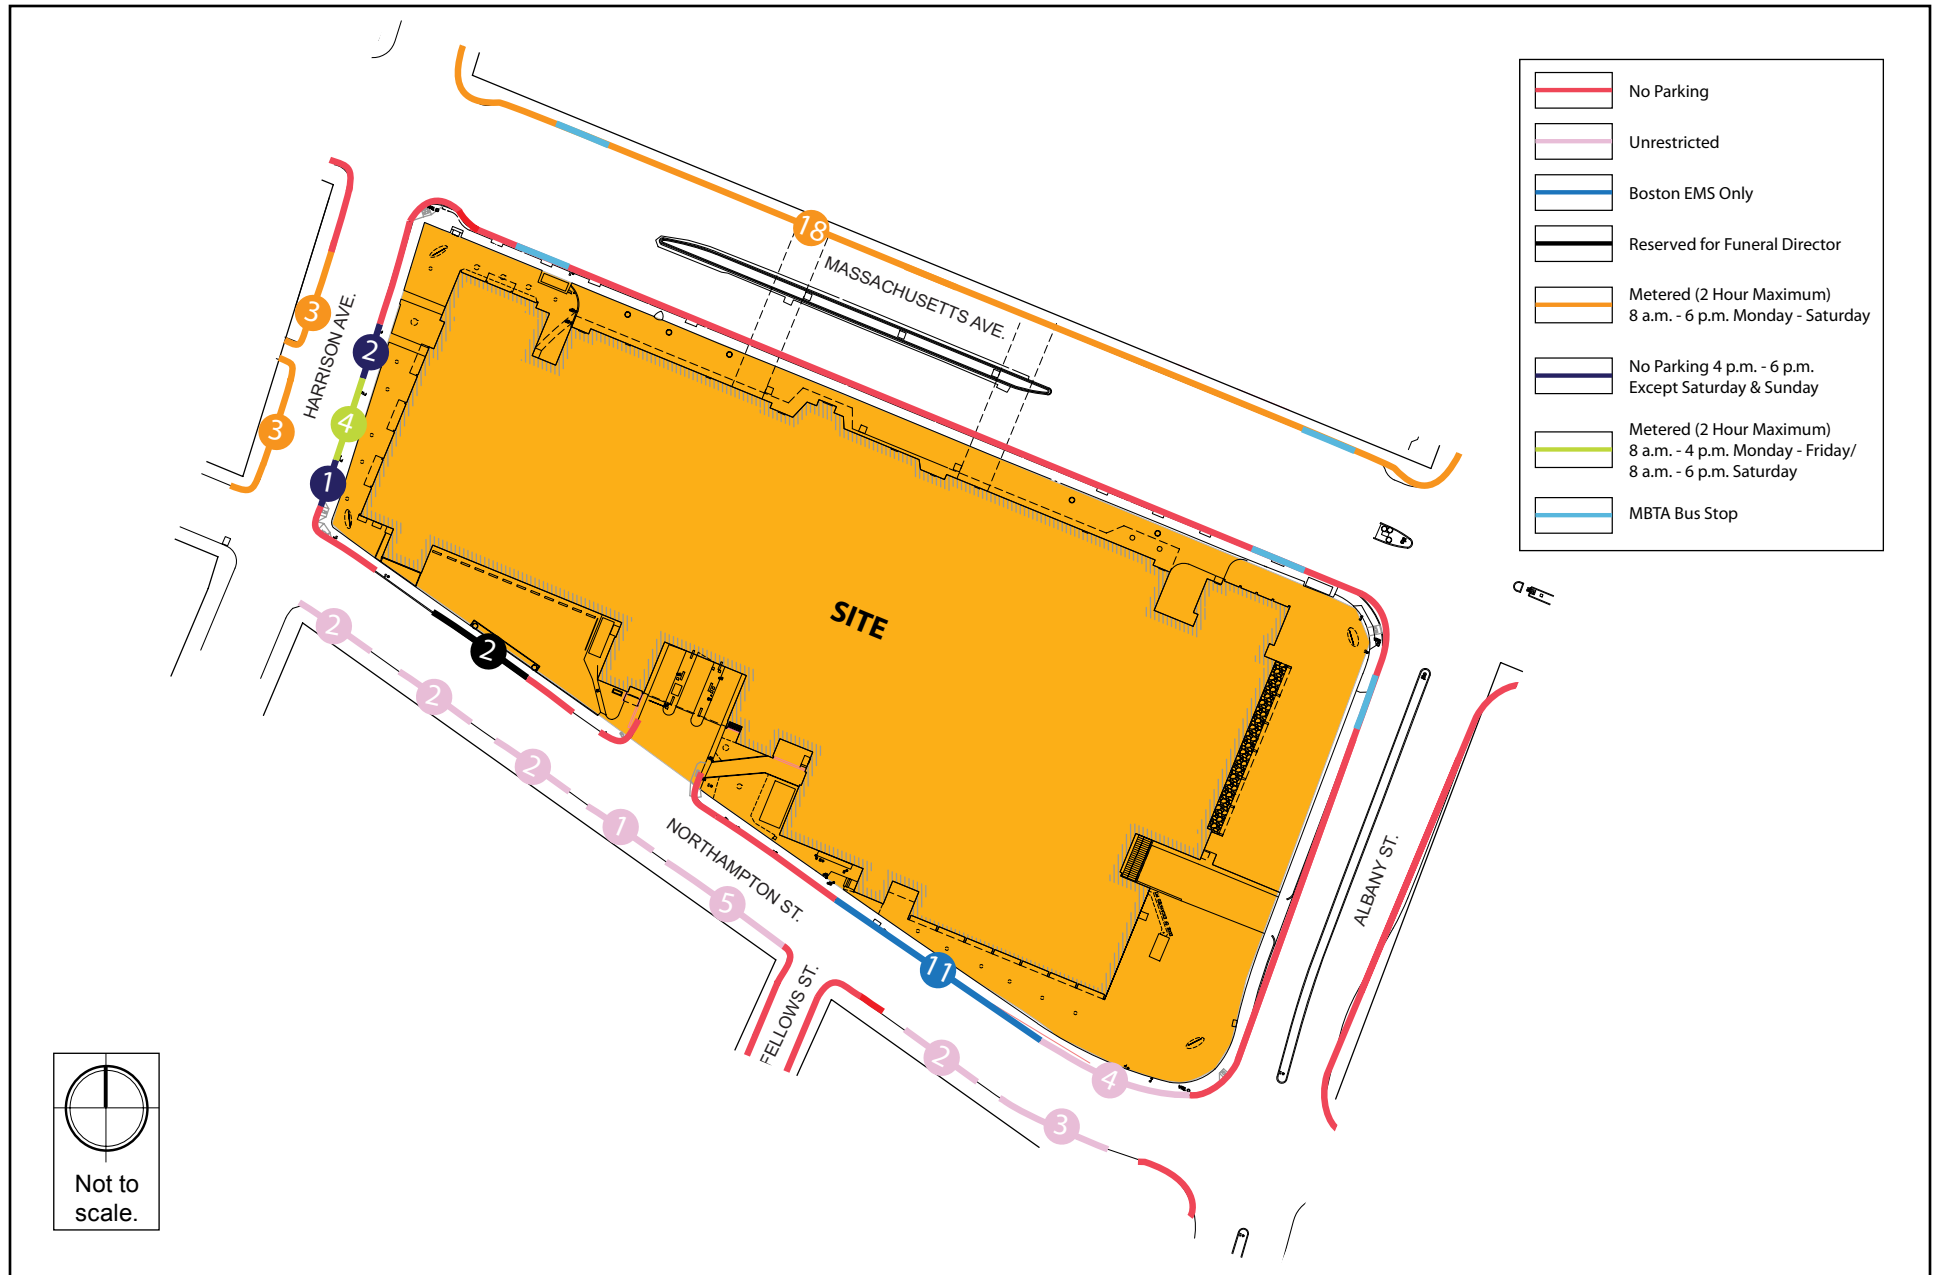 No Parking
Unrestricted
Boston EMS Only
Reserved for Funeral Director
Metered (2 Hour Maximum)
8 a.m. - 6 p.m. Monday - Saturday
No Parking 4 p.m. - 6 p.m.
Except Saturday & Sunday
Metered (2 Hour Maximum)
8 a.m. - 4 p.m. Monday - Friday/
8 a.m. - 6 p.m. Saturday
MBTA Bus Stop
18
MASSACHUSETTS AVE.
3
HARRISON AVE.
2
4
3
1
SITE
2
2
2
2
1
NORTHAMPTON ST.
5
ALBANY ST.
11
FELLOWS ST.
2
4
3
Not to
scale.